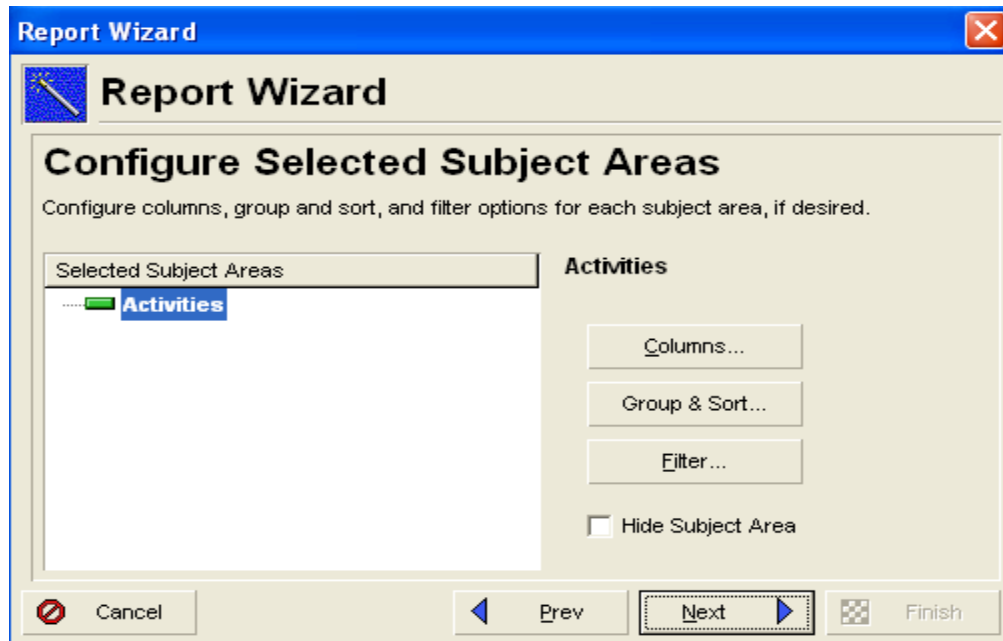 Report Wizard
Report Wizard
Configure Selected Subject Areas
Configure columns, group and sort, and filter options for each subject area, if desired.
Selected Subject Areas
Activities
Activities
Columns...
Group & Sort...
Filter...
Hide Subject Area
Cancel
Prev
Next
Finish